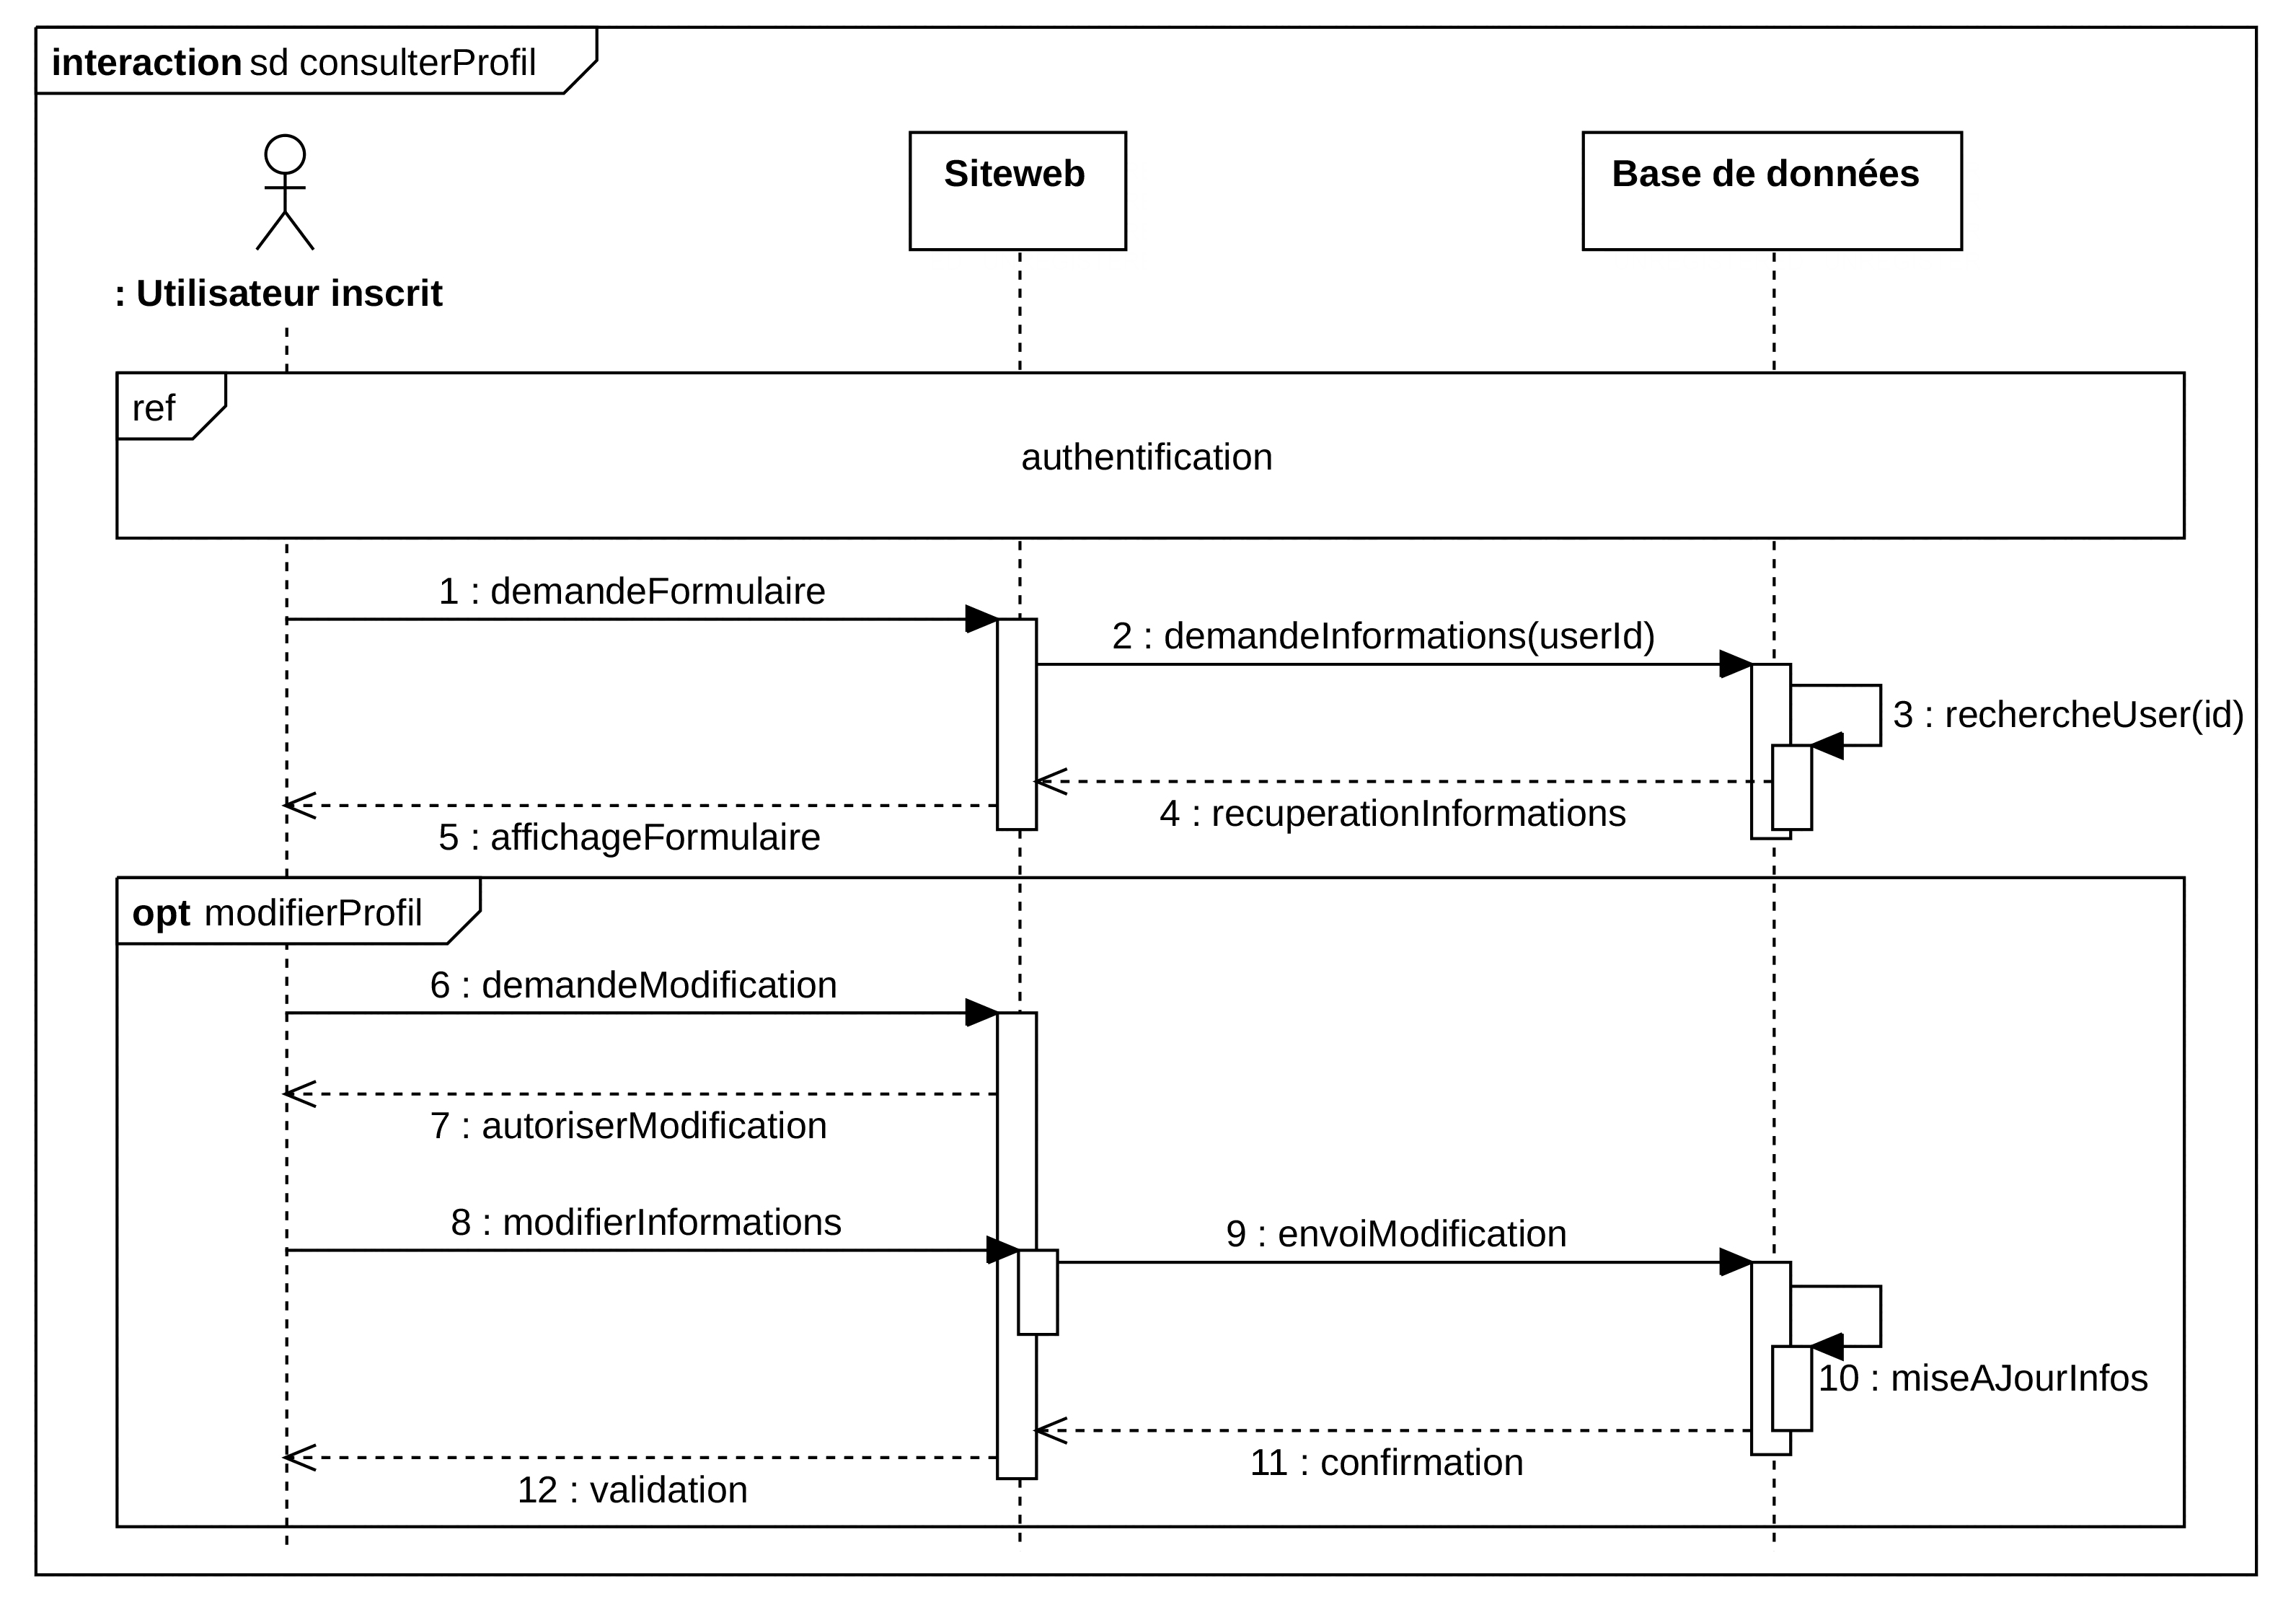 interaction sd consulterProfil
: Utilisateur inscrit
Siteweb
Base de données
ref
authentification
1 : demandeFormulaire
2 : demandeInformations(userId)
3 : rechercheUser(id)
4 : recuperationInformations
5 : affichageFormulaire
opt modifierProfil
6 : demandeModification
7 : autoriserModification
8 : modifierInformations
9 : envoiModification
10 : miseAJourInfos
11 : confirmation
12 : validation